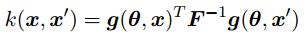 k(x, x′) = g(θ, x)ᵀ F⁻¹ g(θ, x′)